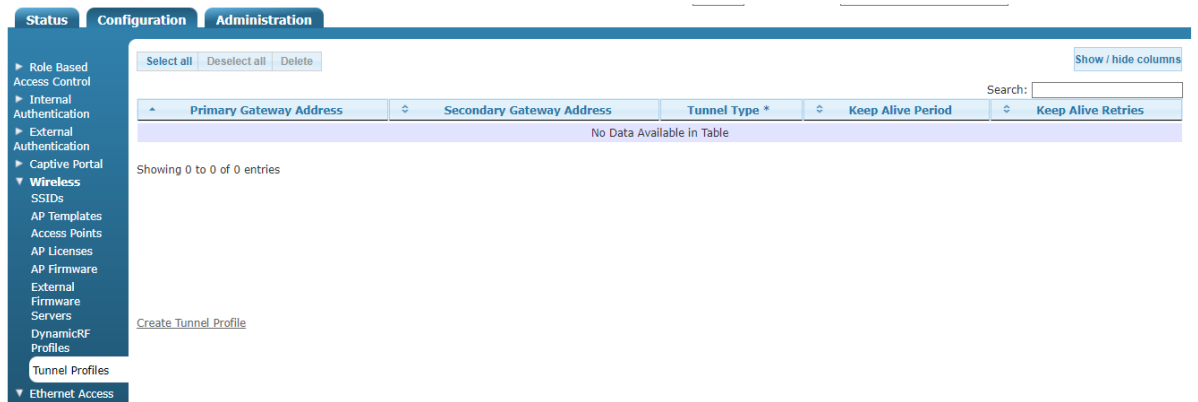 Status Configuration Administration
Select all Deselect all Delete
Show / hide columns
Search:
Primary Gateway Address Secondary Gateway Address Tunnel Type * Keep Alive Period Keep Alive Retries
No Data Available in Table
Showing 0 to 0 of 0 entries
Create Tunnel Profile
Role Based
Access Control
Internal
Authentication
External
Authentication
Captive Portal
Wireless
SSIDs
AP Templates
Access Points
AP Licenses
AP Firmware
External
Firmware
Servers
DynamicRF
Profiles
Tunnel Profiles
Ethernet Access